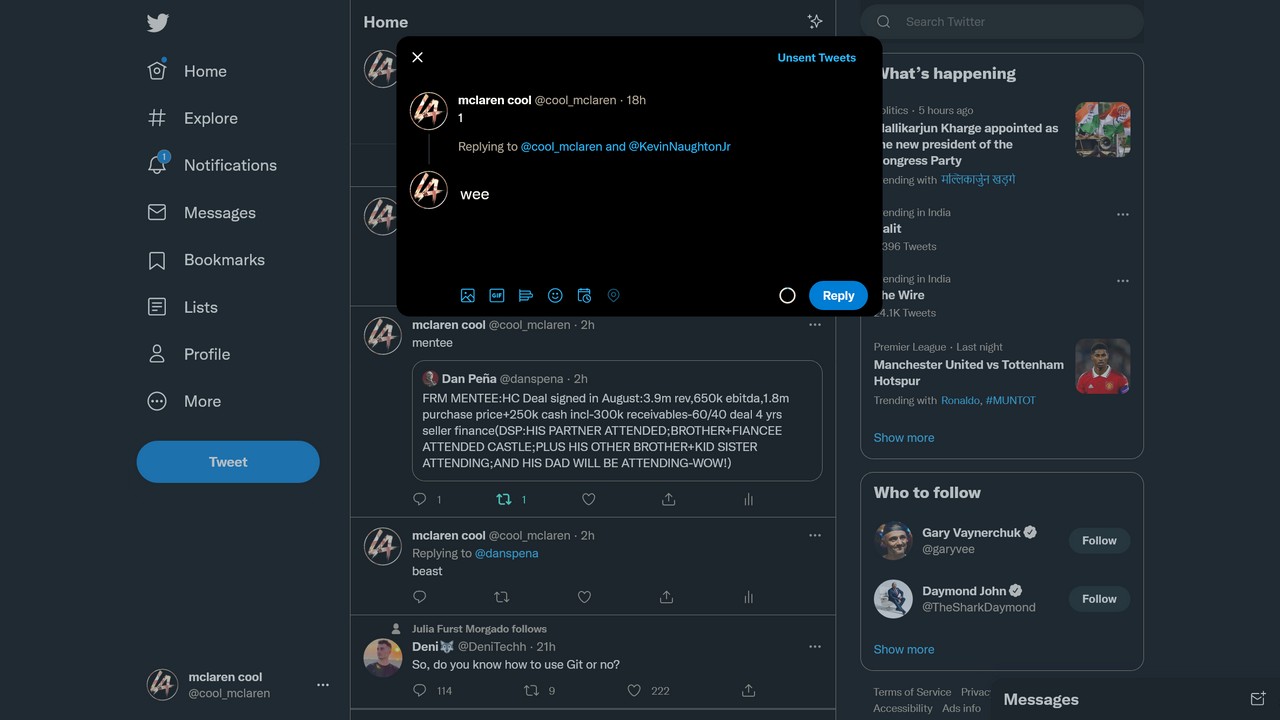 Home
Explore
1
Notifications
Messages
Bookmarks
Lists
Profile
More
Tweet
mclaren cool
@cool_mclaren
Home
Unsent Tweets
mclaren cool @cool_mclaren · 18h
1
Replying to @cool_mclaren and @KevinNaughtonJr
wee
GIF
Reply
mclaren cool @cool_mclaren · 2h
mentee
Dan Peña @danspena · 2h
FRM MENTEE:HC Deal signed in August:3.9m rev,650k ebitda,1.8m
purchase price+250k cash incl-300k receivables-60/40 deal 4 yrs
seller finance(DSP:HIS PARTNER ATTENDED;BROTHER+FIANCEE
ATTENDED CASTLE;PLUS HIS OTHER BROTHER+KID SISTER
ATTENDING;AND HIS DAD WILL BE ATTENDING-WOW!)
1 1
mclaren cool @cool_mclaren · 2h
Replying to @danspena
beast
Julia Furst Morgado follows
Deni @DeniTechh · 21h
So, do you know how to use Git or no?
114 9 222
Search Twitter
What's happening
olitics · 5 hours ago
allikarjun Kharge appointed as
he new president of the
ongress Party
ending with मल्लिकार्जुन खड़गे
ending in India
alit
396 Tweets
ending in India
he Wire
4.1K Tweets
Premier League · Last night
Manchester United vs Tottenham
Hotspur
Trending with Ronaldo, #MUNTOT
Show more
Who to follow
Gary Vaynerchuk
@garyvee
Follow
Daymond John
@TheSharkDaymond
Follow
Show more
Terms of Service Privac
Accessibility Ads info
Messages